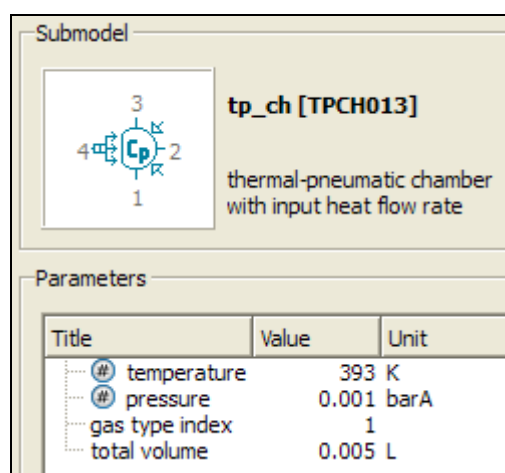 Submodel
3
tp_ch [TPCH013]
4 Cp 2
thermal-pneumatic chamber
1
with input heat flow rate
Parameters
Title Value Unit
# temperature 393 K
# pressure 0.001 barA
gas type index 1
total volume 0.005 L